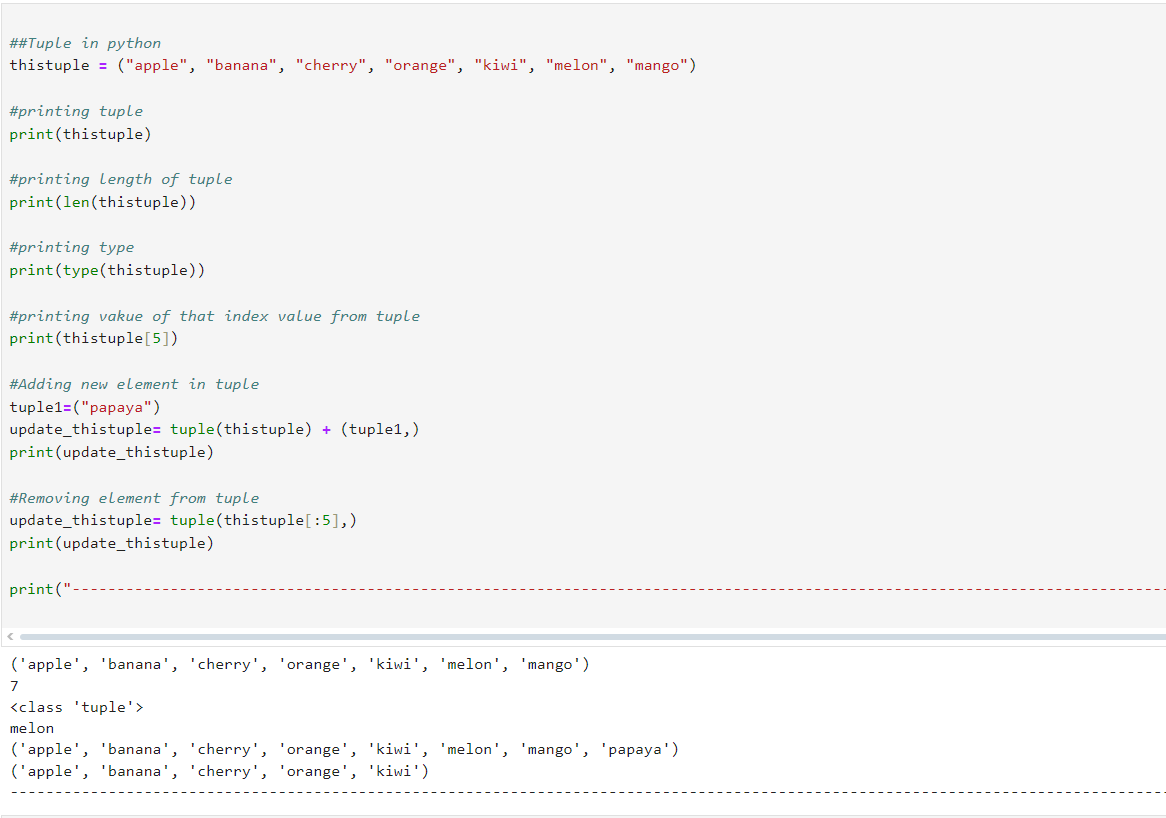 ##Tuple in python
thistuple = ("apple", "banana", "cherry", "orange", "kiwi", "melon", "mango")
#printing tuple
print(thistuple)
#printing length of tuple
print(len(thistuple))
#printing type
print(type(thistuple))
#printing vakue of that index value from tuple
print(thistuple[5])
#Adding new element in tuple
tuple1=("papaya")
update_thistuple= tuple(thistuple) + (tuple1,)
print(update_thistuple)
#Removing element from tuple
update_thistuple= tuple(thistuple[:5],)
print(update_thistuple)
print("--------------------------------------------------------------------------------------------------------------------------
('apple', 'banana', 'cherry', 'orange', 'kiwi', 'melon', 'mango')
7
<class 'tuple'>
melon
('apple', 'banana', 'cherry', 'orange', 'kiwi', 'melon', 'mango', 'papaya')
('apple', 'banana', 'cherry', 'orange', 'kiwi')
---------------------------------------------------------------------------------------------------------------------------------